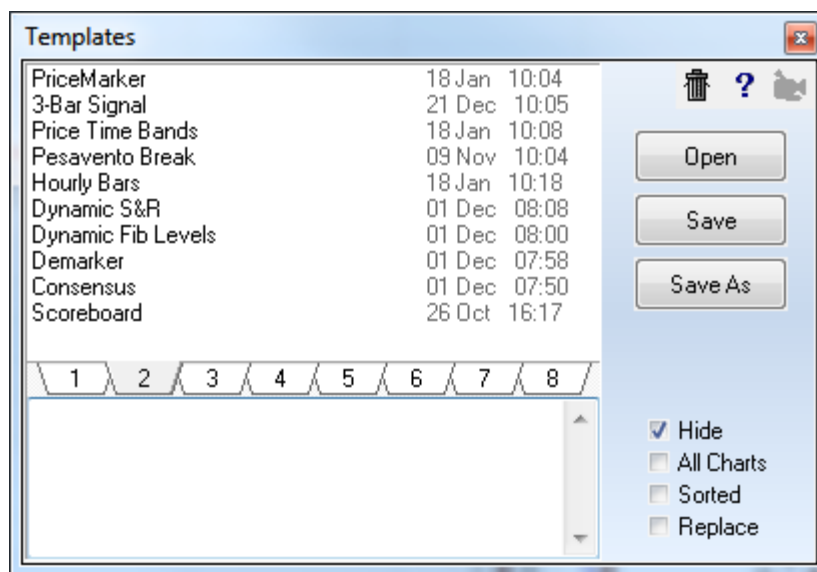 Templates
PriceMarker 18 Jan 10:04
3-Bar Signal 21 Dec 10:05
Price Time Bands 18 Jan 10:08
Pesavento Break 09 Nov 10:04
Hourly Bars 18 Jan 10:18
Dynamic S&R 01 Dec 08:08
Dynamic Fib Levels 01 Dec 08:00
Demarker 01 Dec 07:58
Consensus 01 Dec 07:50
Scoreboard 26 Oct 16:17
1 2 3 4 5 6 7 8
?
Open
Save
Save As
Hide
All Charts
Sorted
Replace